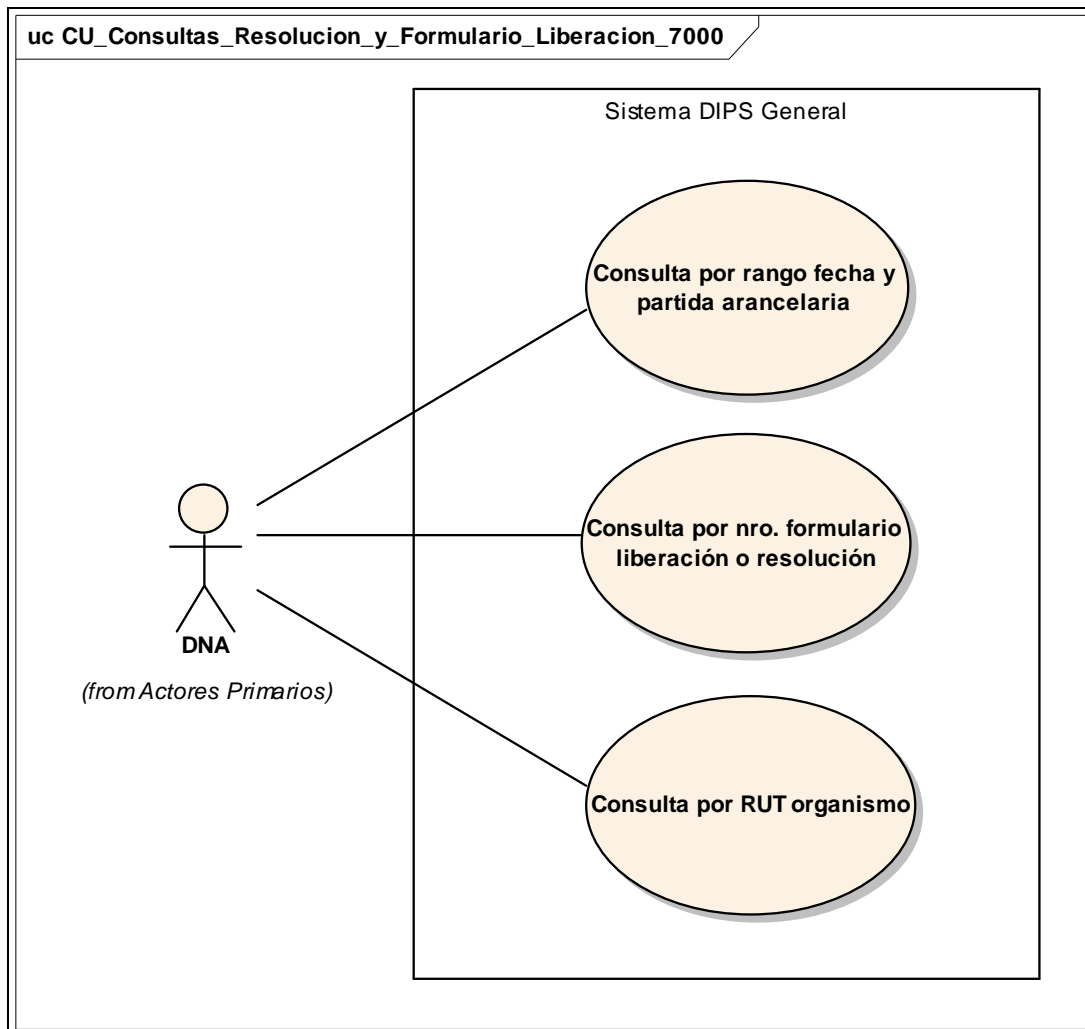 uc CU_Consultas_Resolucion_y_Formulario_Liberacion_7000
Sistema DIPS General
Consulta por rango fecha y
partida arancelaria
Consulta por nro. formulario
liberación o resolución
DNA
(from Actores Primarios)
Consulta por RUT organismo